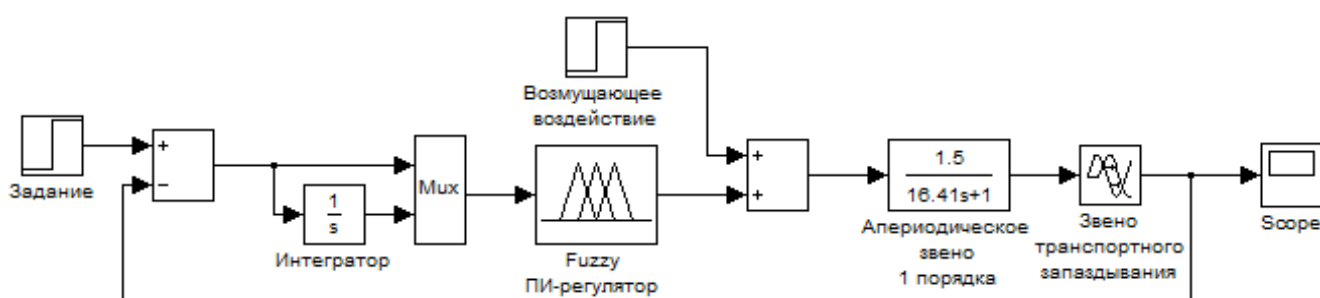 Возмущающее
воздействие
Задание
+
−
1
s
Интегратор
Mux
Fuzzy
ПИ-регулятор
+
+
1.5
16.41s+1
Апериодическое
звено
1 порядка
Звено
транспортного
запаздывания
Scope